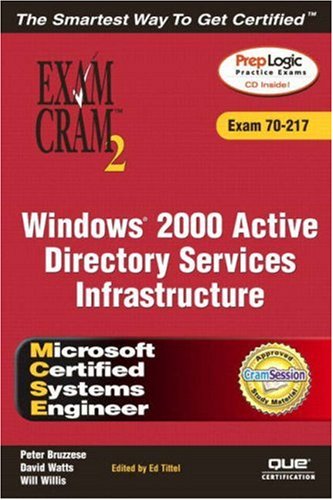 The Smartest Way To Get Certified™
PrepLogic
Practice Exams
CD Inside!
EXAM
CRAM™
2
Exam 70-217
Windows® 2000 Active
Directory Services
Infrastructure
Microsoft
Certified
Systems
Engineer
Approved
CramSession
Study Material
Peter Bruzzese
David Watts
Will Willis
Edited by Ed Tittel
que®
CERTIFICATION